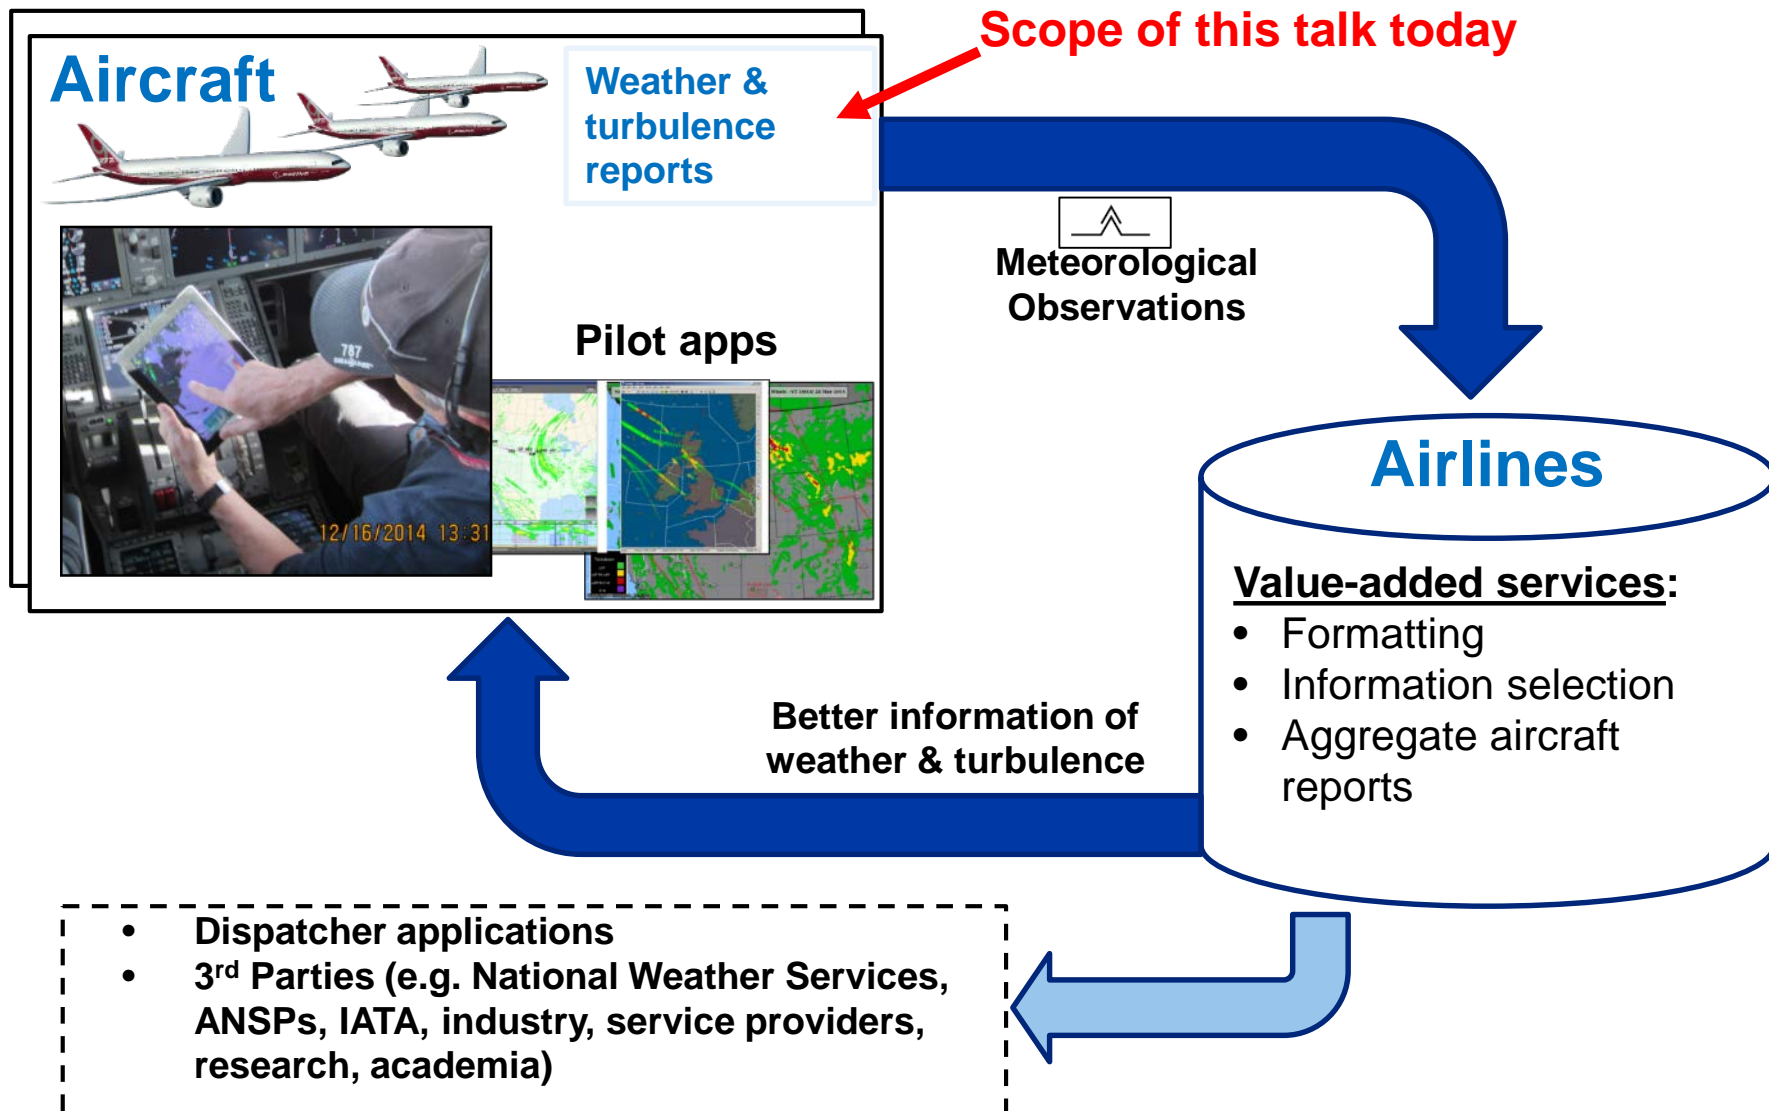 Scope of this talk today
Aircraft
Weather &
turbulence
reports
Meteorological
Observations
787
Pilot apps
12/16/2014 13:31
Airlines
Value-added services:
• Formatting
• Information selection
• Aggregate aircraft
reports
Better information of
weather & turbulence
• Dispatcher applications
• 3rd Parties (e.g. National Weather Services,
ANSPs, IATA, industry, service providers,
research, academia)